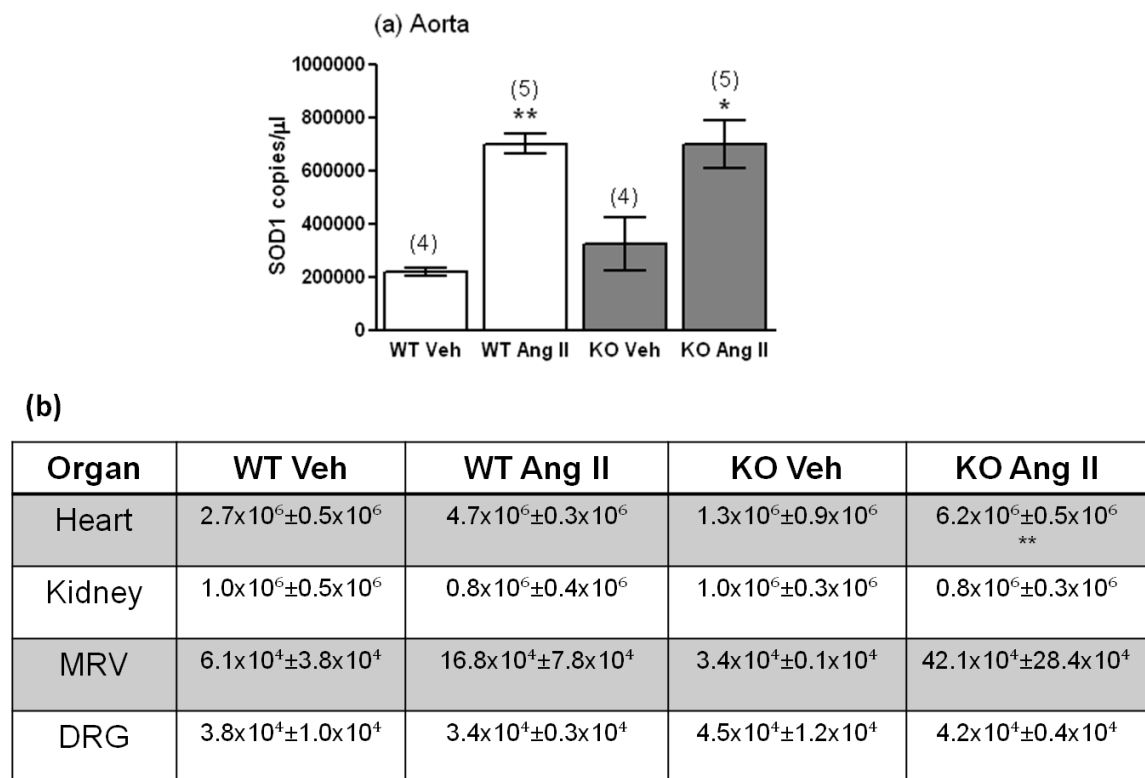 (a) Aorta
SOD1 copies/µl
1000000
800000
600000
400000
200000
0
(4)
(5)
**
(4)
(5)
*
WT Veh WT Ang II KO Veh KO Ang II
(b)
Organ WT Veh WT Ang II KO Veh KO Ang II
Heart 2.7x10⁶±0.5x10⁶ 4.7x10⁶±0.3x10⁶ 1.3x10⁶±0.9x10⁶ 6.2x10⁶±0.5x10⁶
**
Kidney 1.0x10⁶±0.5x10⁶ 0.8x10⁶±0.4x10⁶ 1.0x10⁶±0.3x10⁶ 0.8x10⁶±0.3x10⁶
MRV 6.1x10⁴±3.8x10⁴ 16.8x10⁴±7.8x10⁴ 3.4x10⁴±0.1x10⁴ 42.1x10⁴±28.4x10⁴
DRG 3.8x10⁴±1.0x10⁴ 3.4x10⁴±0.3x10⁴ 4.5x10⁴±1.2x10⁴ 4.2x10⁴±0.4x10⁴